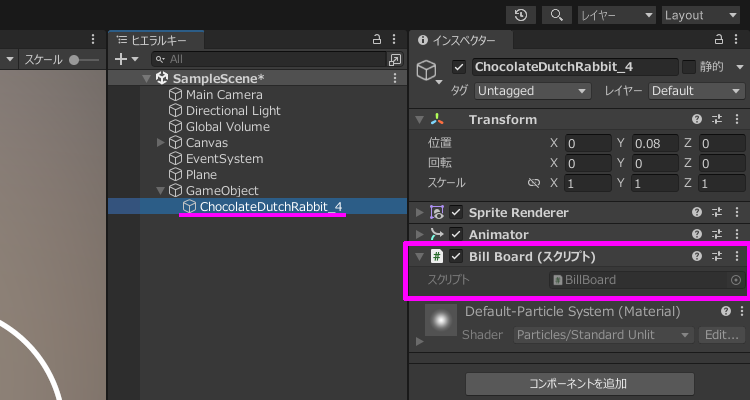 レイヤー Layout
スケール
ヒエラルキー
All
SampleScene*
Main Camera
Directional Light
Global Volume
Canvas
EventSystem
Plane
GameObject
ChocolateDutchRabbit_4
インスペクター
ChocolateDutchRabbit_4 静的
タグ Untagged レイヤー Default
Transform
位置 X 0 Y 0.08 Z 0
回転 X 0 Y 0 Z 0
スケール X 1 Y 1 Z 1
Sprite Renderer
Animator
Bill Board (スクリプト)
スクリプト BillBoard
Default-Particle System (Material)
Shader Particles/Standard Unlit Edit...
コンポーネントを追加